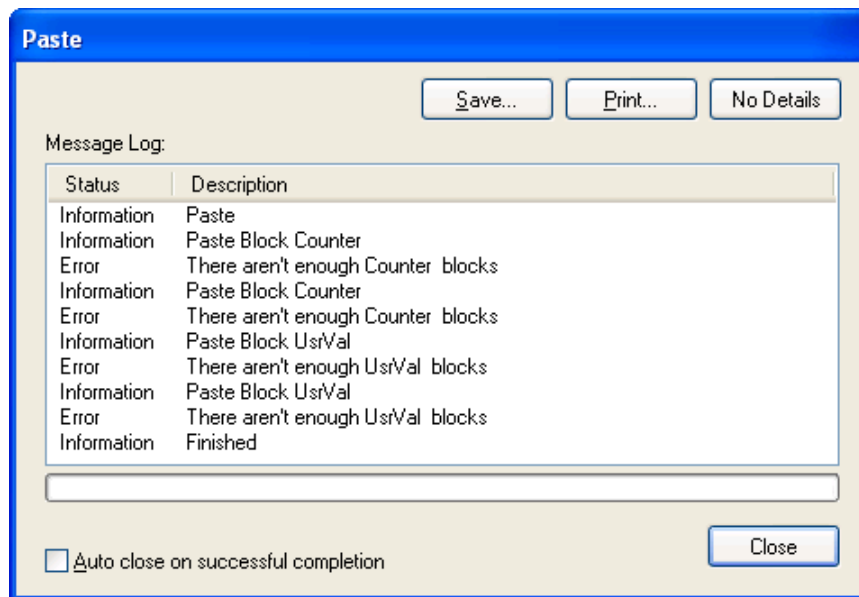 Paste
Save... Print... No Details
Message Log:
Status Description
Information Paste
Information Paste Block Counter
Error There aren't enough Counter  blocks
Information Paste Block Counter
Error There aren't enough Counter  blocks
Information Paste Block UsrVal
Error There aren't enough UsrVal  blocks
Information Paste Block UsrVal
Error There aren't enough UsrVal  blocks
Information Finished
Close
Auto close on successful completion